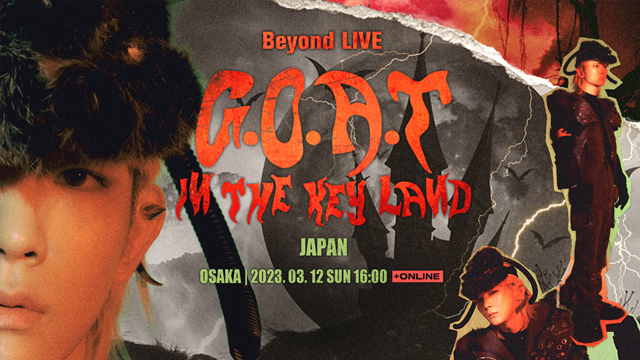 Beyond LIVE
G.O.A.T
IN THE KEY LAND
JAPAN
OSAKA | 2023. 03. 12 SUN 16:00 +ONLINE